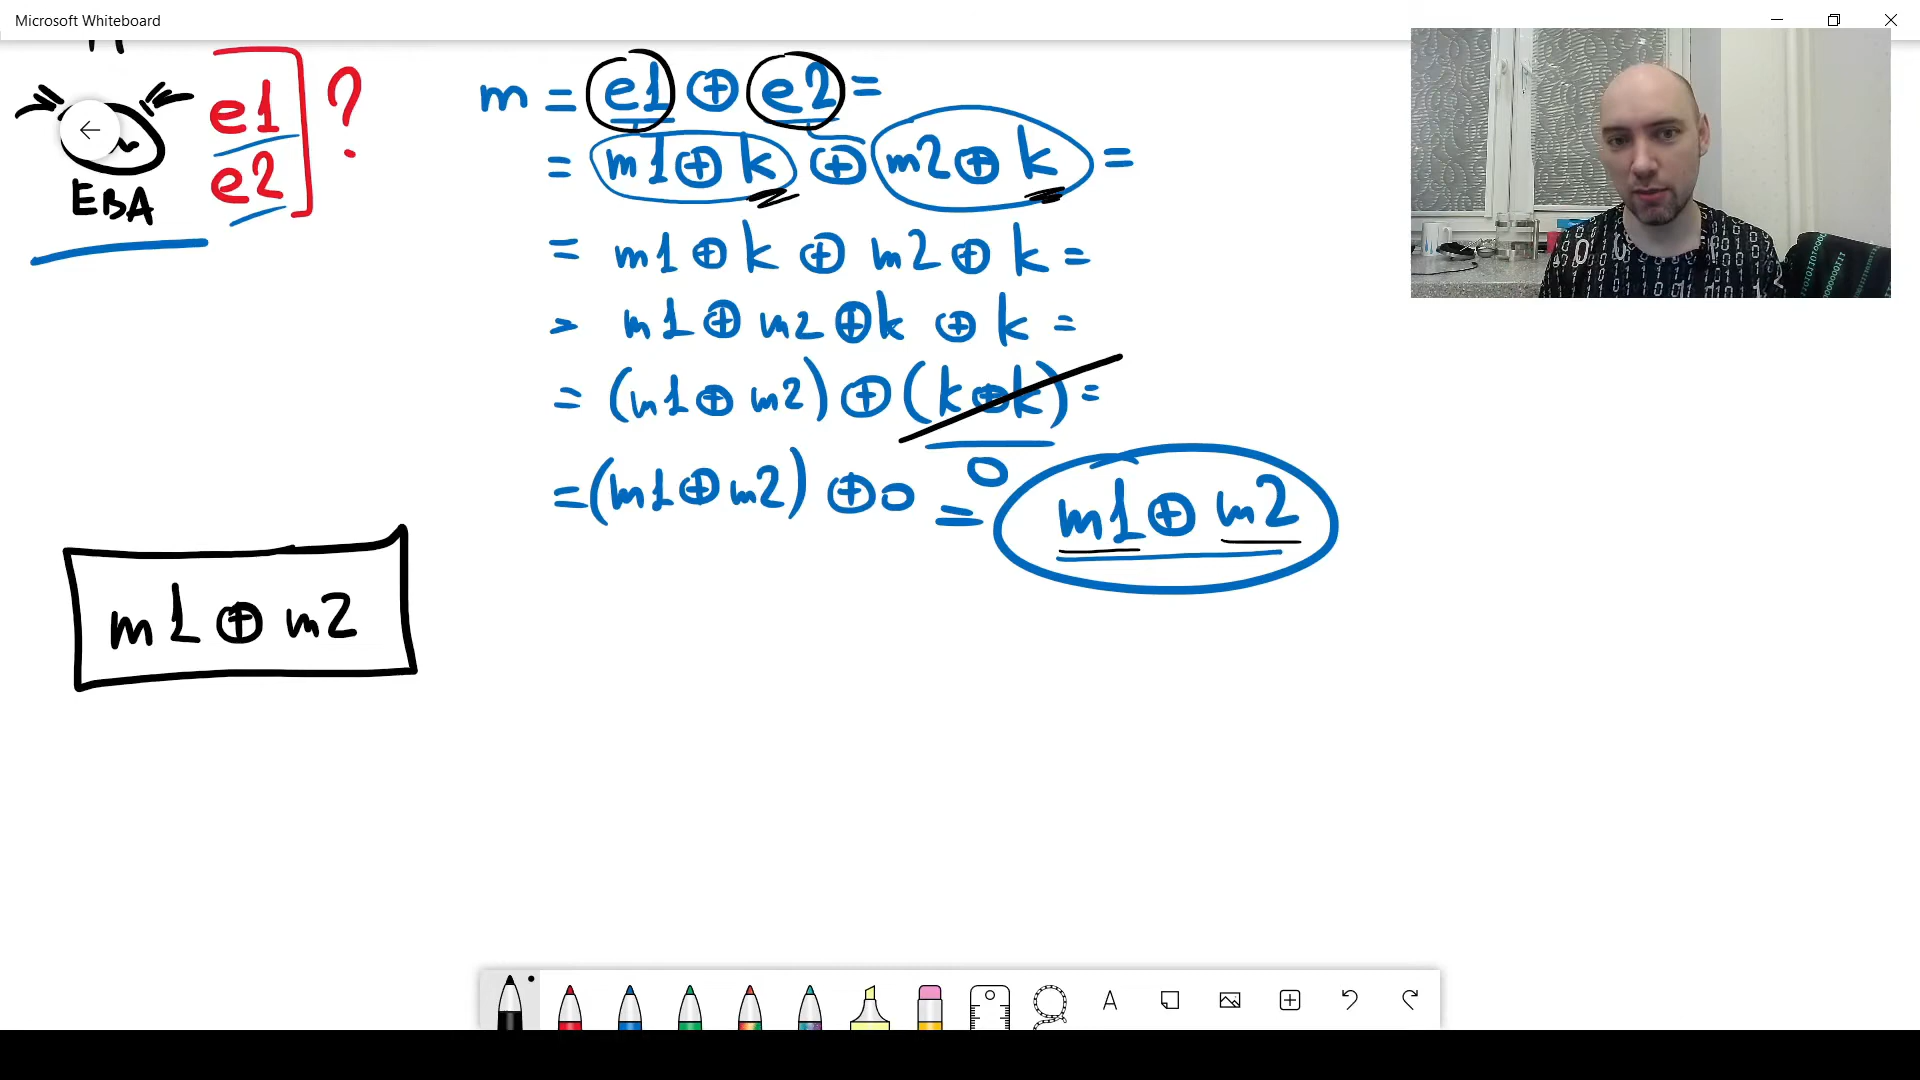 Microsoft Whiteboard
e1
e2
?
ЕВА
m = e1 ⊕ e2 =
= m1 ⊕ k ⊕ m2 ⊕ k =
= m1 ⊕ k ⊕ m2 ⊕ k =
= m1 ⊕ m2 ⊕ k ⊕ k =
= (m1 ⊕ m2) ⊕ (k ⊕ k) =
0
= (m1 ⊕ m2) ⊕ 0 = m1 ⊕ m2
m1 ⊕ m2